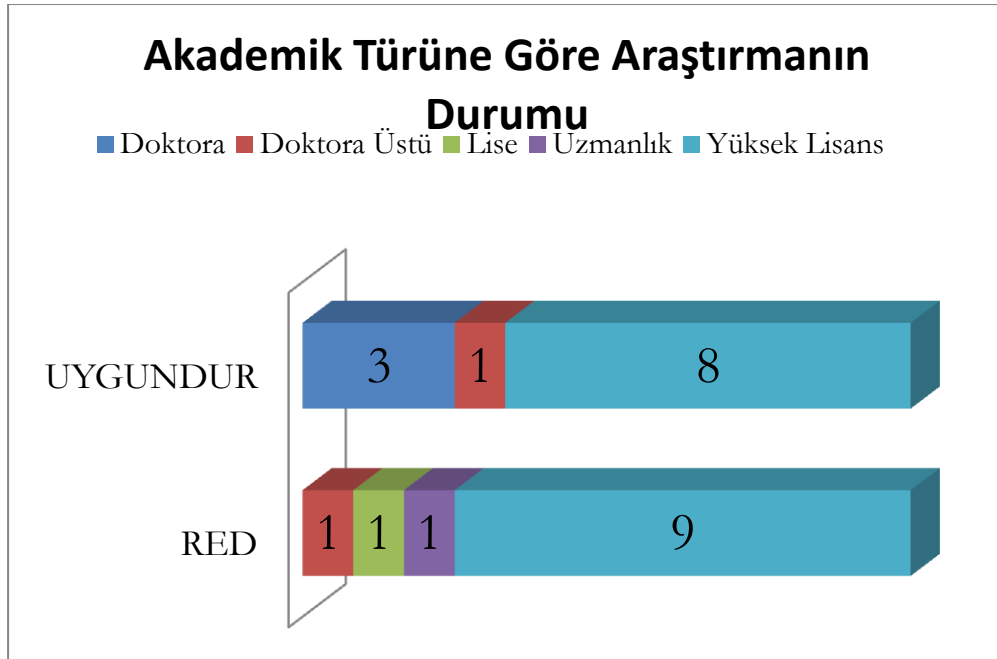 Akademik Türüne Göre Araştırmanın
Durumu
Doktora Doktora Üstü Lise Uzmanlık Yüksek Lisans
UYGUNDUR 3 1 8
RED 1 1 1 9